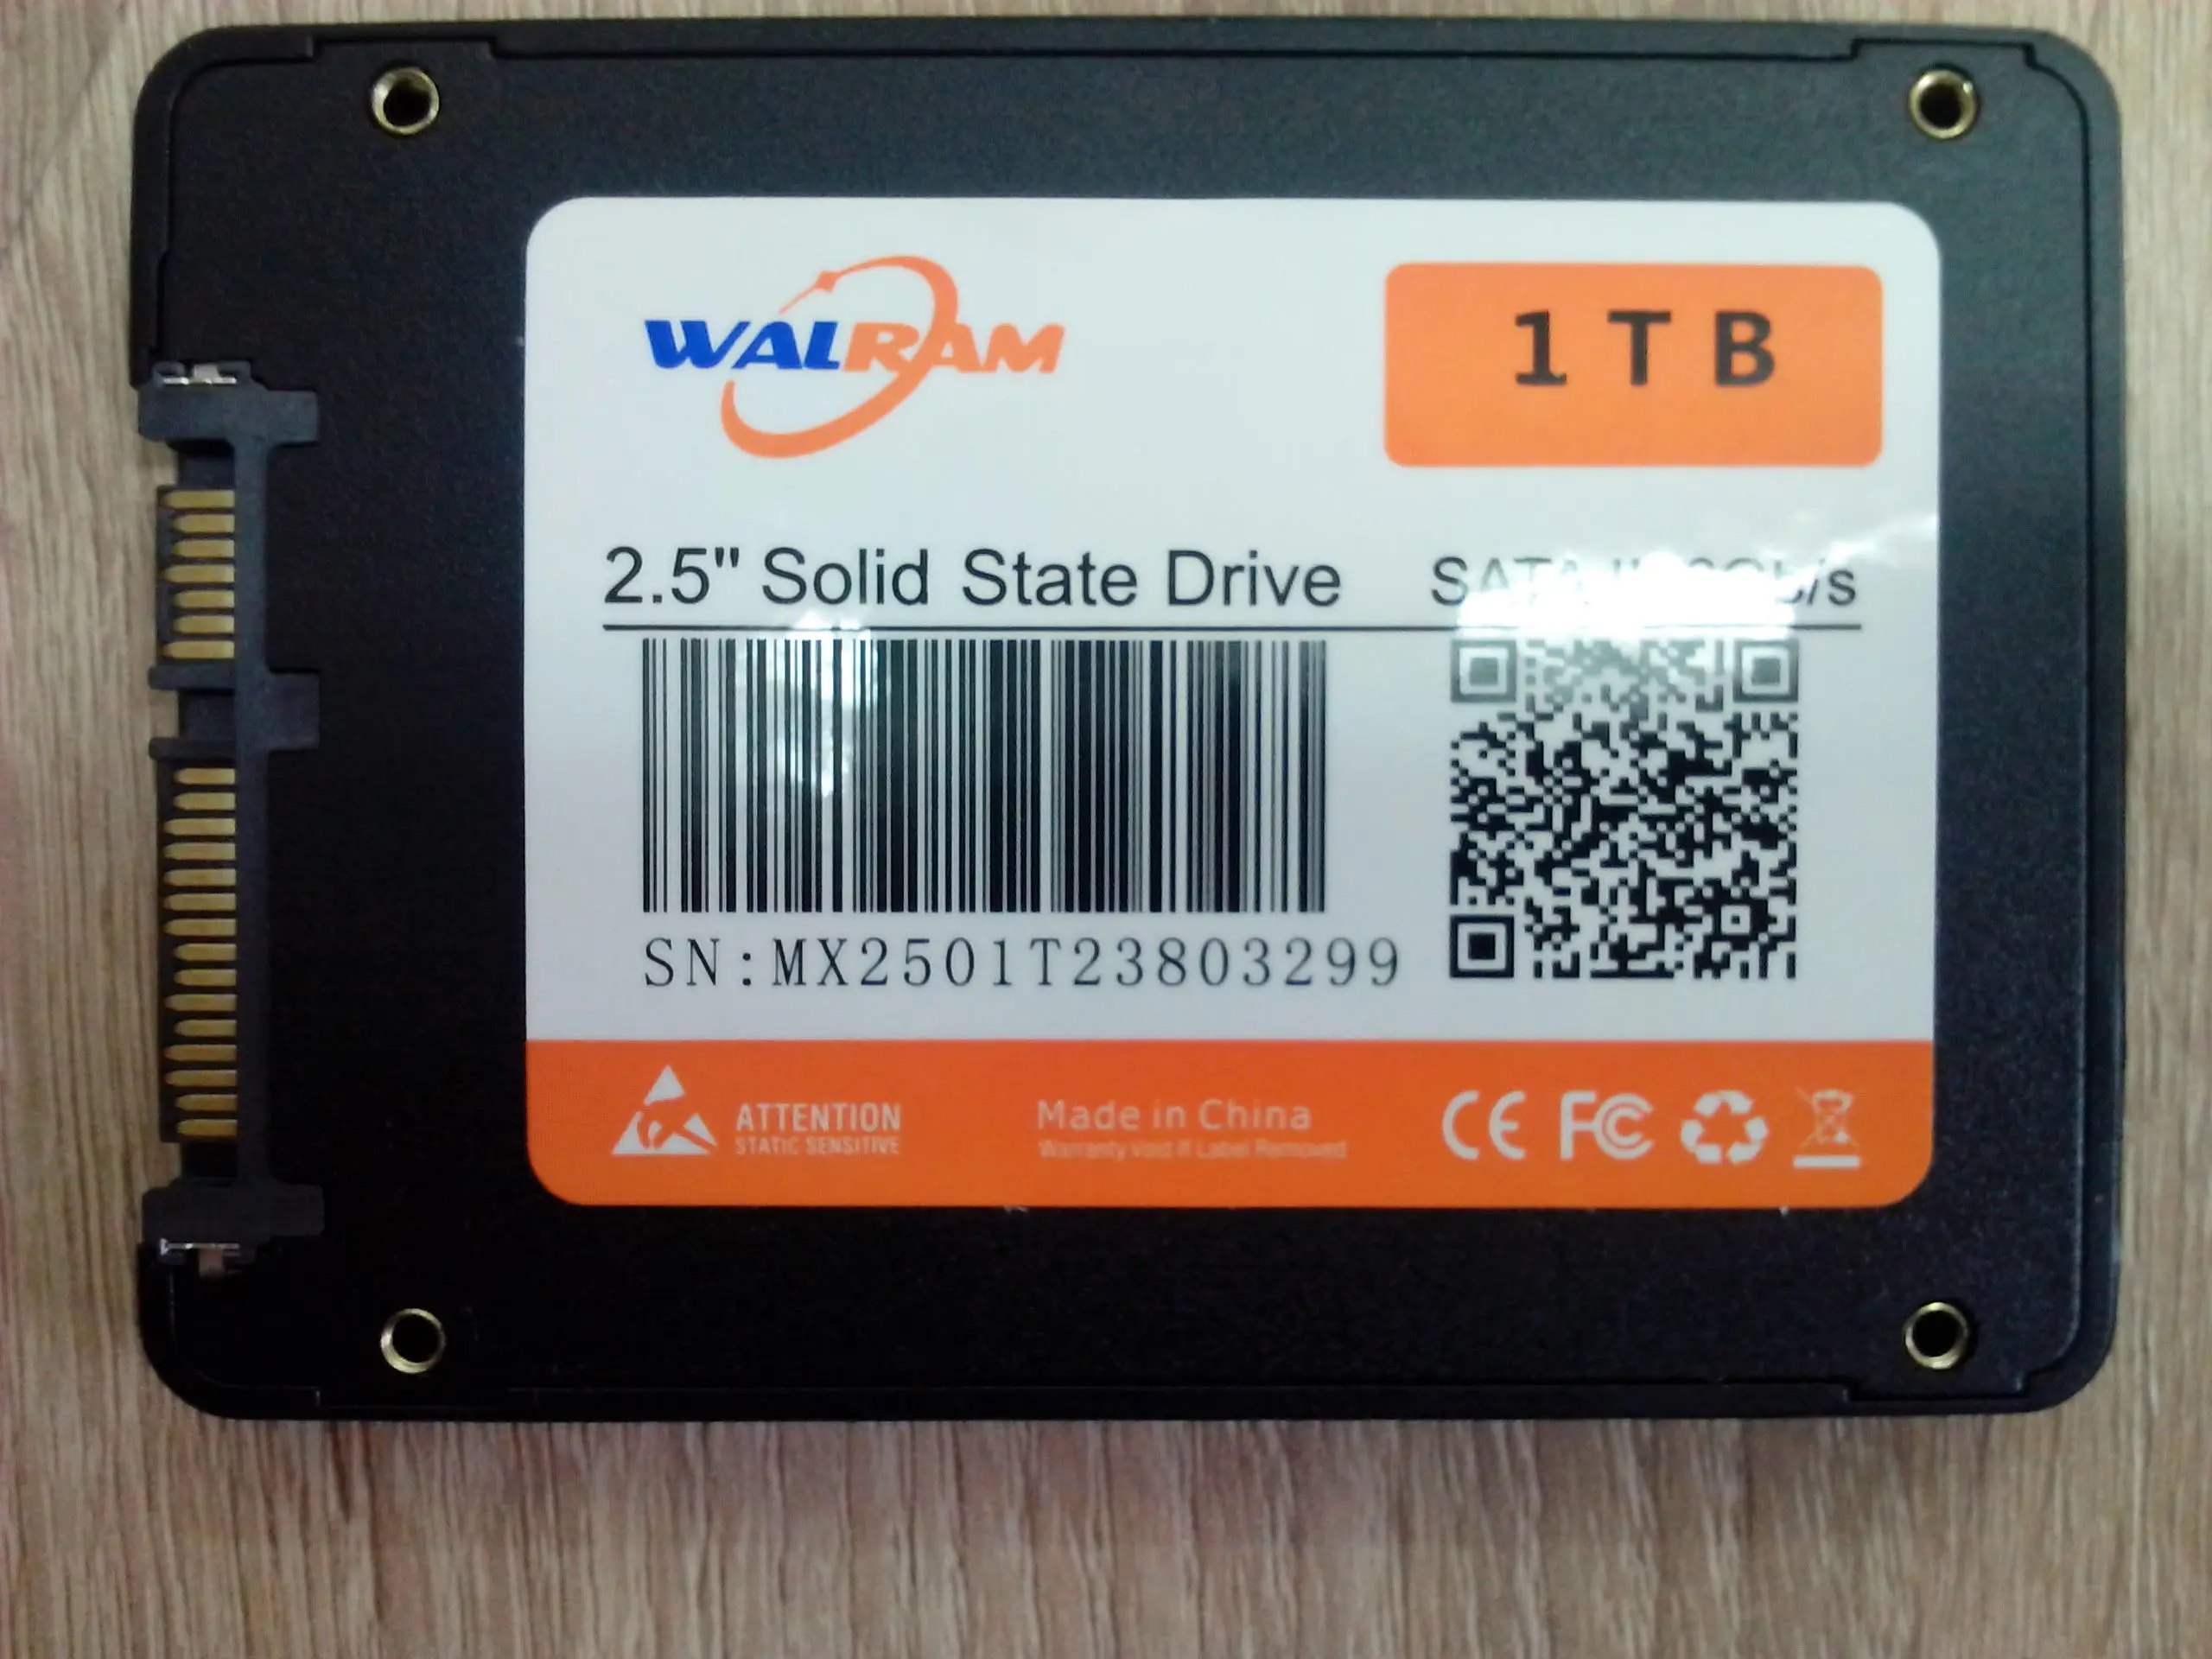 WALRAM
1TB
2.5" Solid State Drive
SN:MX2501T23803299
ATTENTION
STATIC SENSITIVE
Made in China
Warranty Void If Label Removed
CE FC